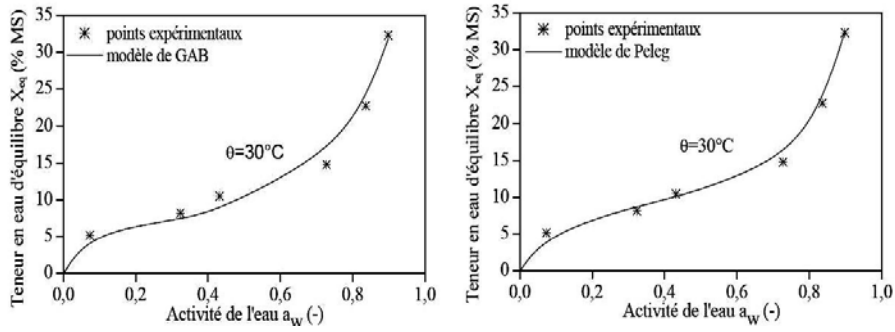 Teneur en eau d'équilibre X_eq (% MS)
35
30
25
20
15
10
5
0
points expérimentaux
modèle de GAB
θ=30°C
0,0 0,2 0,4 0,6 0,8 1,0
Activité de l'eau a_w (-)
Teneur en eau d'équilibre X_eq (% MS)
35
30
25
20
15
10
5
0
points expérimentaux
modèle de Peleg
θ=30°C
0,0 0,2 0,4 0,6 0,8 1,0
Activité de l'eau a_w (-)